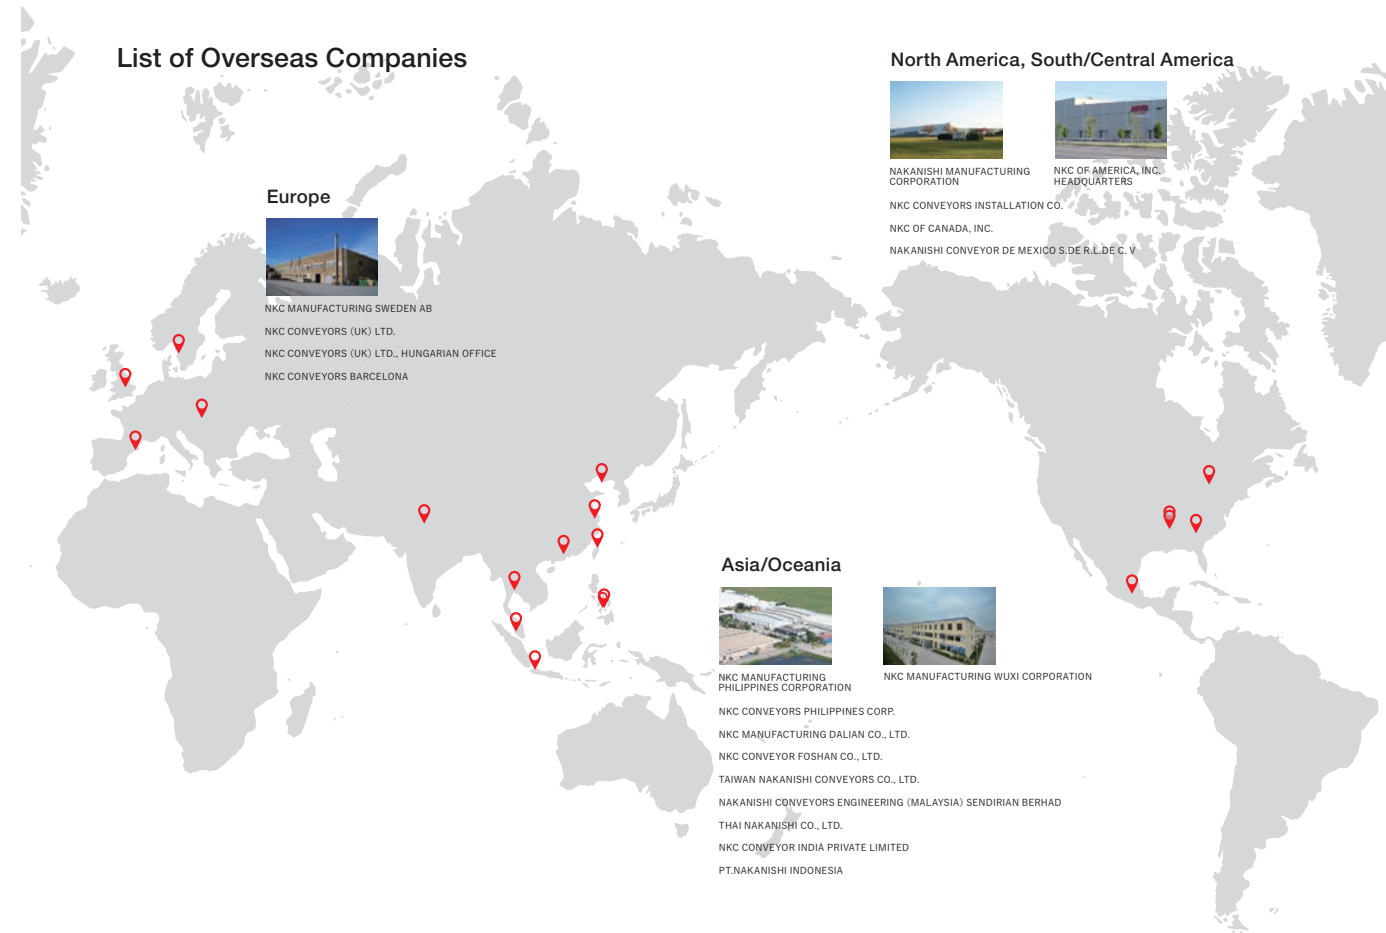 List of Overseas Companies
North America, South/Central America
NAKANISHI MANUFACTURING
CORPORATION
NKC OF AMERICA, INC.
HEADQUARTERS
NKC CONVEYORS INSTALLATION CO.
NKC OF CANADA, INC.
NAKANISHI CONVEYOR DE MEXICO S.DE R.L.DE C. V
Europe
NKC MANUFACTURING SWEDEN AB
NKC CONVEYORS (UK) LTD.
NKC CONVEYORS (UK) LTD., HUNGARIAN OFFICE
NKC CONVEYORS BARCELONA
Asia/Oceania
NKC MANUFACTURING
PHILIPPINES CORPORATION
NKC MANUFACTURING WUXI CORPORATION
NKC CONVEYORS PHILIPPINES CORP.
NKC MANUFACTURING DALIAN CO., LTD.
NKC CONVEYOR FOSHAN CO., LTD.
TAIWAN NAKANISHI CONVEYORS CO., LTD.
NAKANISHI CONVEYORS ENGINEERING (MALAYSIA) SENDIRIAN BERHAD
THAI NAKANISHI CO., LTD.
NKC CONVEYOR INDIA PRIVATE LIMITED
PT.NAKANISHI INDONESIA